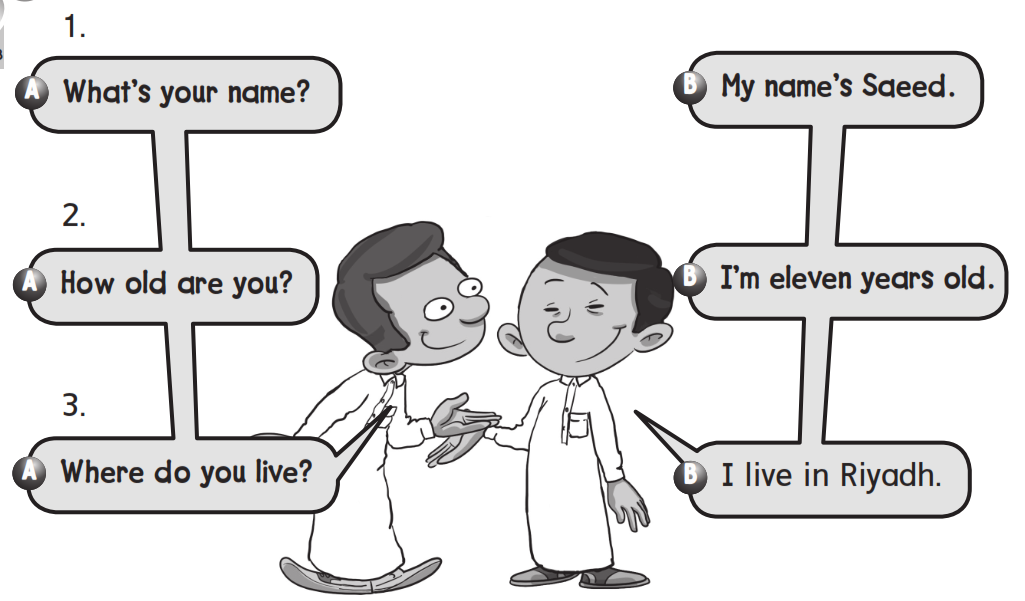 1.
A What's your name?
B My name's Saeed.
2.
A How old are you?
B I'm eleven years old.
3.
A Where do you live?
B I live in Riyadh.